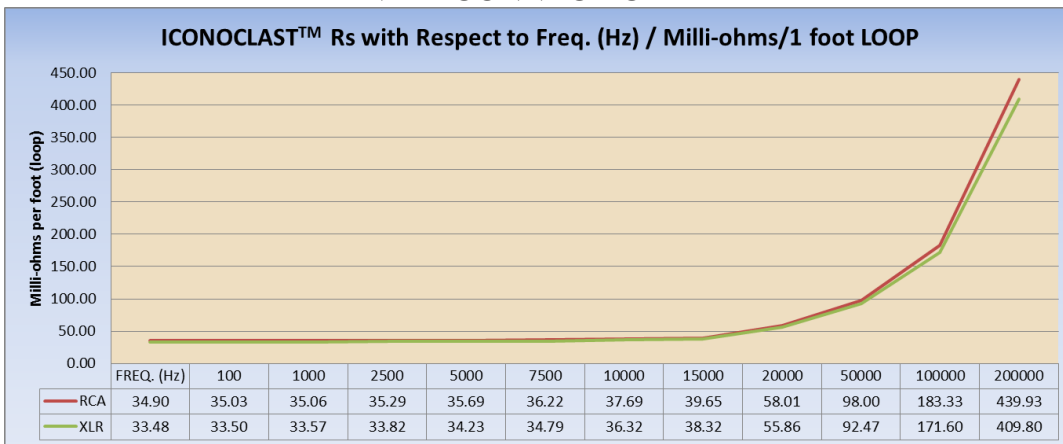 ICONOCLAST™ Rs with Respect to Freq. (Hz) / Milli-ohms/1 foot LOOP
Milli-ohms per foot (loop)
450.00
400.00
350.00
300.00
250.00
200.00
150.00
100.00
50.00
0.00
FREQ. (Hz) 100 1000 2500 5000 7500 10000 15000 20000 50000 100000 200000
RCA 34.90 35.03 35.06 35.29 35.69 36.22 37.69 39.65 58.01 98.00 183.33 439.93
XLR 33.48 33.50 33.57 33.82 34.23 34.79 36.32 38.32 55.86 92.47 171.60 409.80